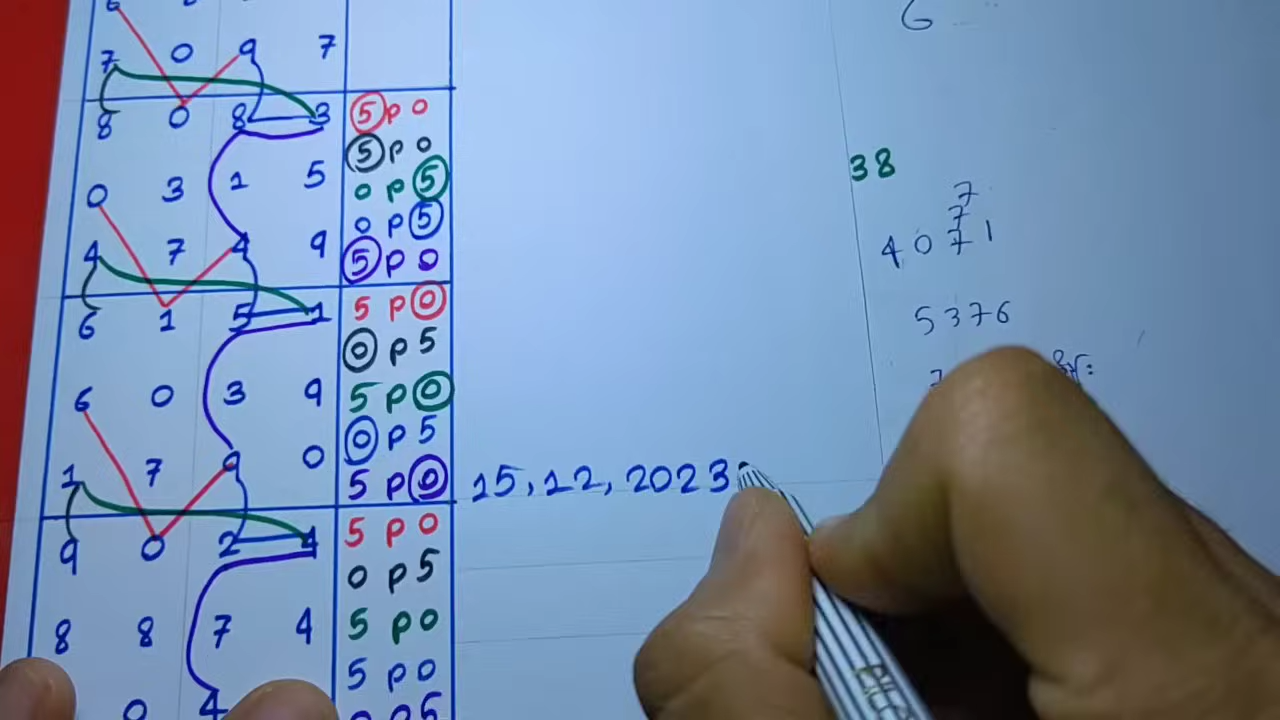 7 0 9 7
8 0 8 3 5 p 0
5 p 0
0 3 1 5 0 p 5
0 p 5
4 7 4 9 5 p 0
6 1 5 1 5 p 0
0 p 5
6 0 3 9 5 p 0
0 p 5
1 7 9 0 5 p 0 15,12,2023
9 0 2 4 5 p 0
0 p 5
8 8 7 4 5 p 0
5 p 0
0 4
6
38
7
7
4 0 7 1
5376